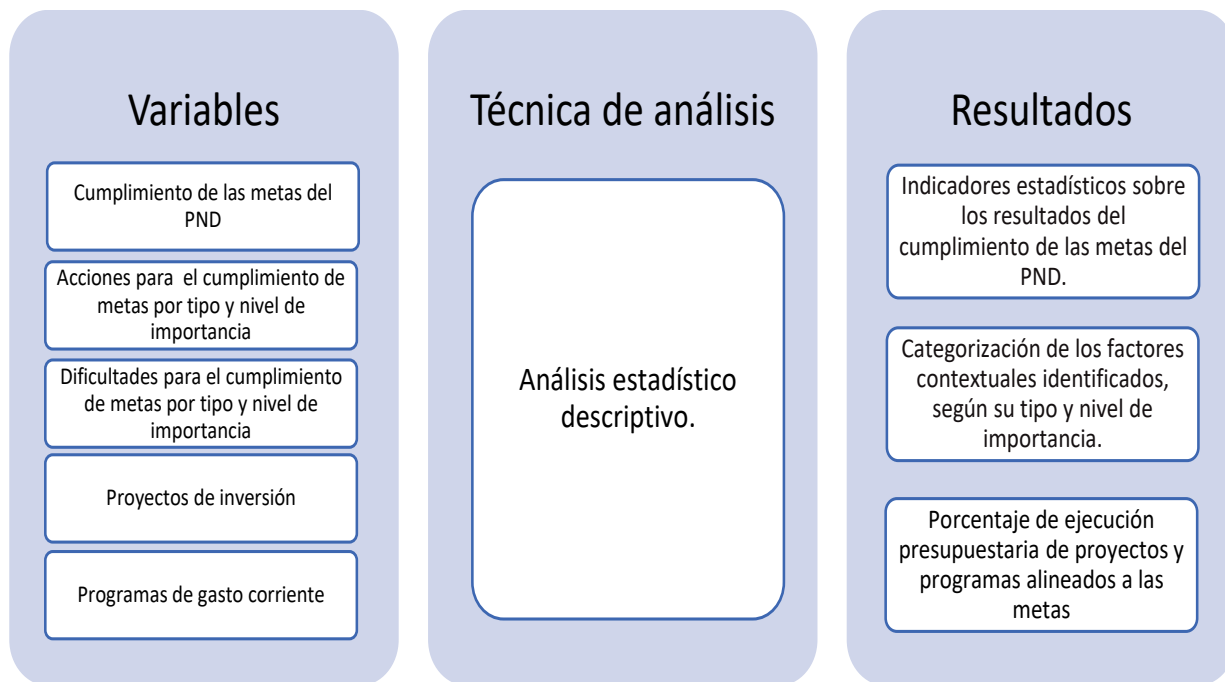 Variables
Cumplimiento de las metas del
PND
Acciones para el cumplimiento de
metas por tipo y nivel de
importancia
Dificultades para el cumplimiento
de metas por tipo y nivel de
importancia
Proyectos de inversión
Programas de gasto corriente
Técnica de análisis
Análisis estadístico
descriptivo.
Resultados
Indicadores estadísticos sobre
los resultados del
cumplimiento de las metas del
PND.
Categorización de los factores
contextuales identificados,
según su tipo y nivel de
importancia.
Porcentaje de ejecución
presupuestaria de proyectos y
programas alineados a las
metas